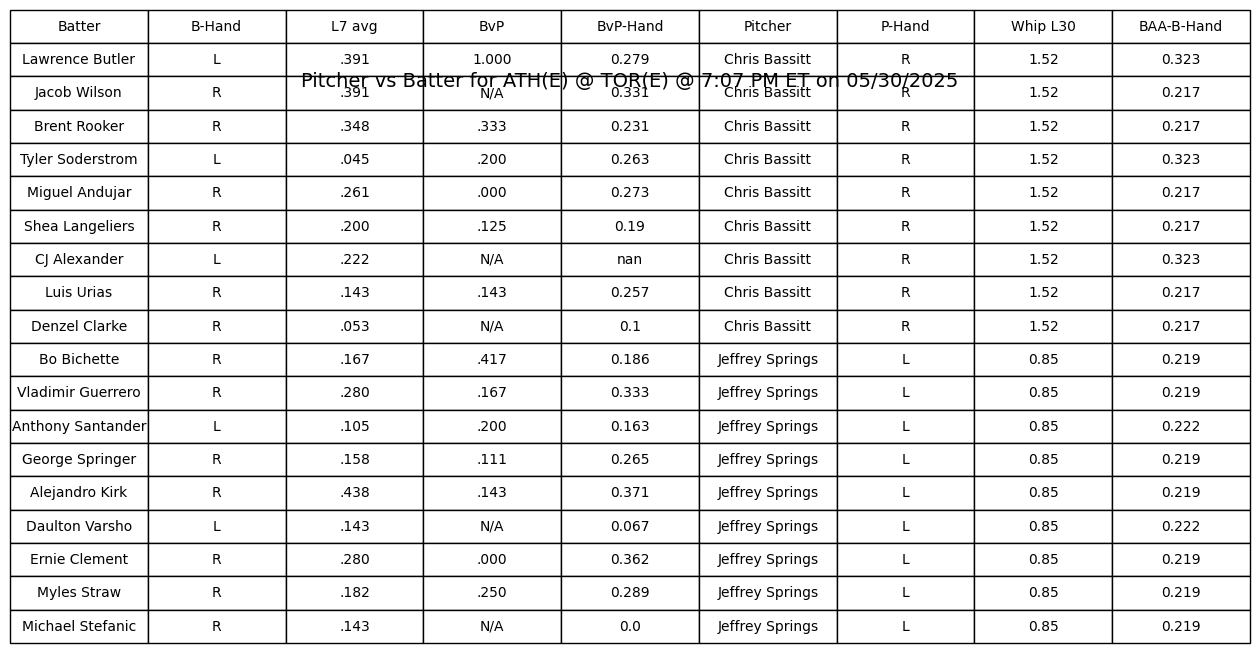 Batter B-Hand L7 avg BvP BvP-Hand Pitcher P-Hand Whip L30 BAA-B-Hand
Lawrence Butler L .391 1.000 0.279 Chris Bassitt R 1.52 0.323
Pitcher vs Batter for ATH(E) @ TOR(E) @ 7:07 PM ET on 05/30/2025
Jacob Wilson R .391 N/A 0.331 Chris Bassitt R 1.52 0.217
Brent Rooker R .348 .333 0.231 Chris Bassitt R 1.52 0.217
Tyler Soderstrom L .045 .200 0.263 Chris Bassitt R 1.52 0.323
Miguel Andujar R .261 .000 0.273 Chris Bassitt R 1.52 0.217
Shea Langeliers R .200 .125 0.19 Chris Bassitt R 1.52 0.217
CJ Alexander L .222 N/A nan Chris Bassitt R 1.52 0.323
Luis Urias R .143 .143 0.257 Chris Bassitt R 1.52 0.217
Denzel Clarke R .053 N/A 0.1 Chris Bassitt R 1.52 0.217
Bo Bichette R .167 .417 0.186 Jeffrey Springs L 0.85 0.219
Vladimir Guerrero R .280 .167 0.333 Jeffrey Springs L 0.85 0.219
Anthony Santander L .105 .200 0.163 Jeffrey Springs L 0.85 0.222
George Springer R .158 .111 0.265 Jeffrey Springs L 0.85 0.219
Alejandro Kirk R .438 .143 0.371 Jeffrey Springs L 0.85 0.219
Daulton Varsho L .143 N/A 0.067 Jeffrey Springs L 0.85 0.222
Ernie Clement R .280 .000 0.362 Jeffrey Springs L 0.85 0.219
Myles Straw R .182 .250 0.289 Jeffrey Springs L 0.85 0.219
Michael Stefanic R .143 N/A 0.0 Jeffrey Springs L 0.85 0.219